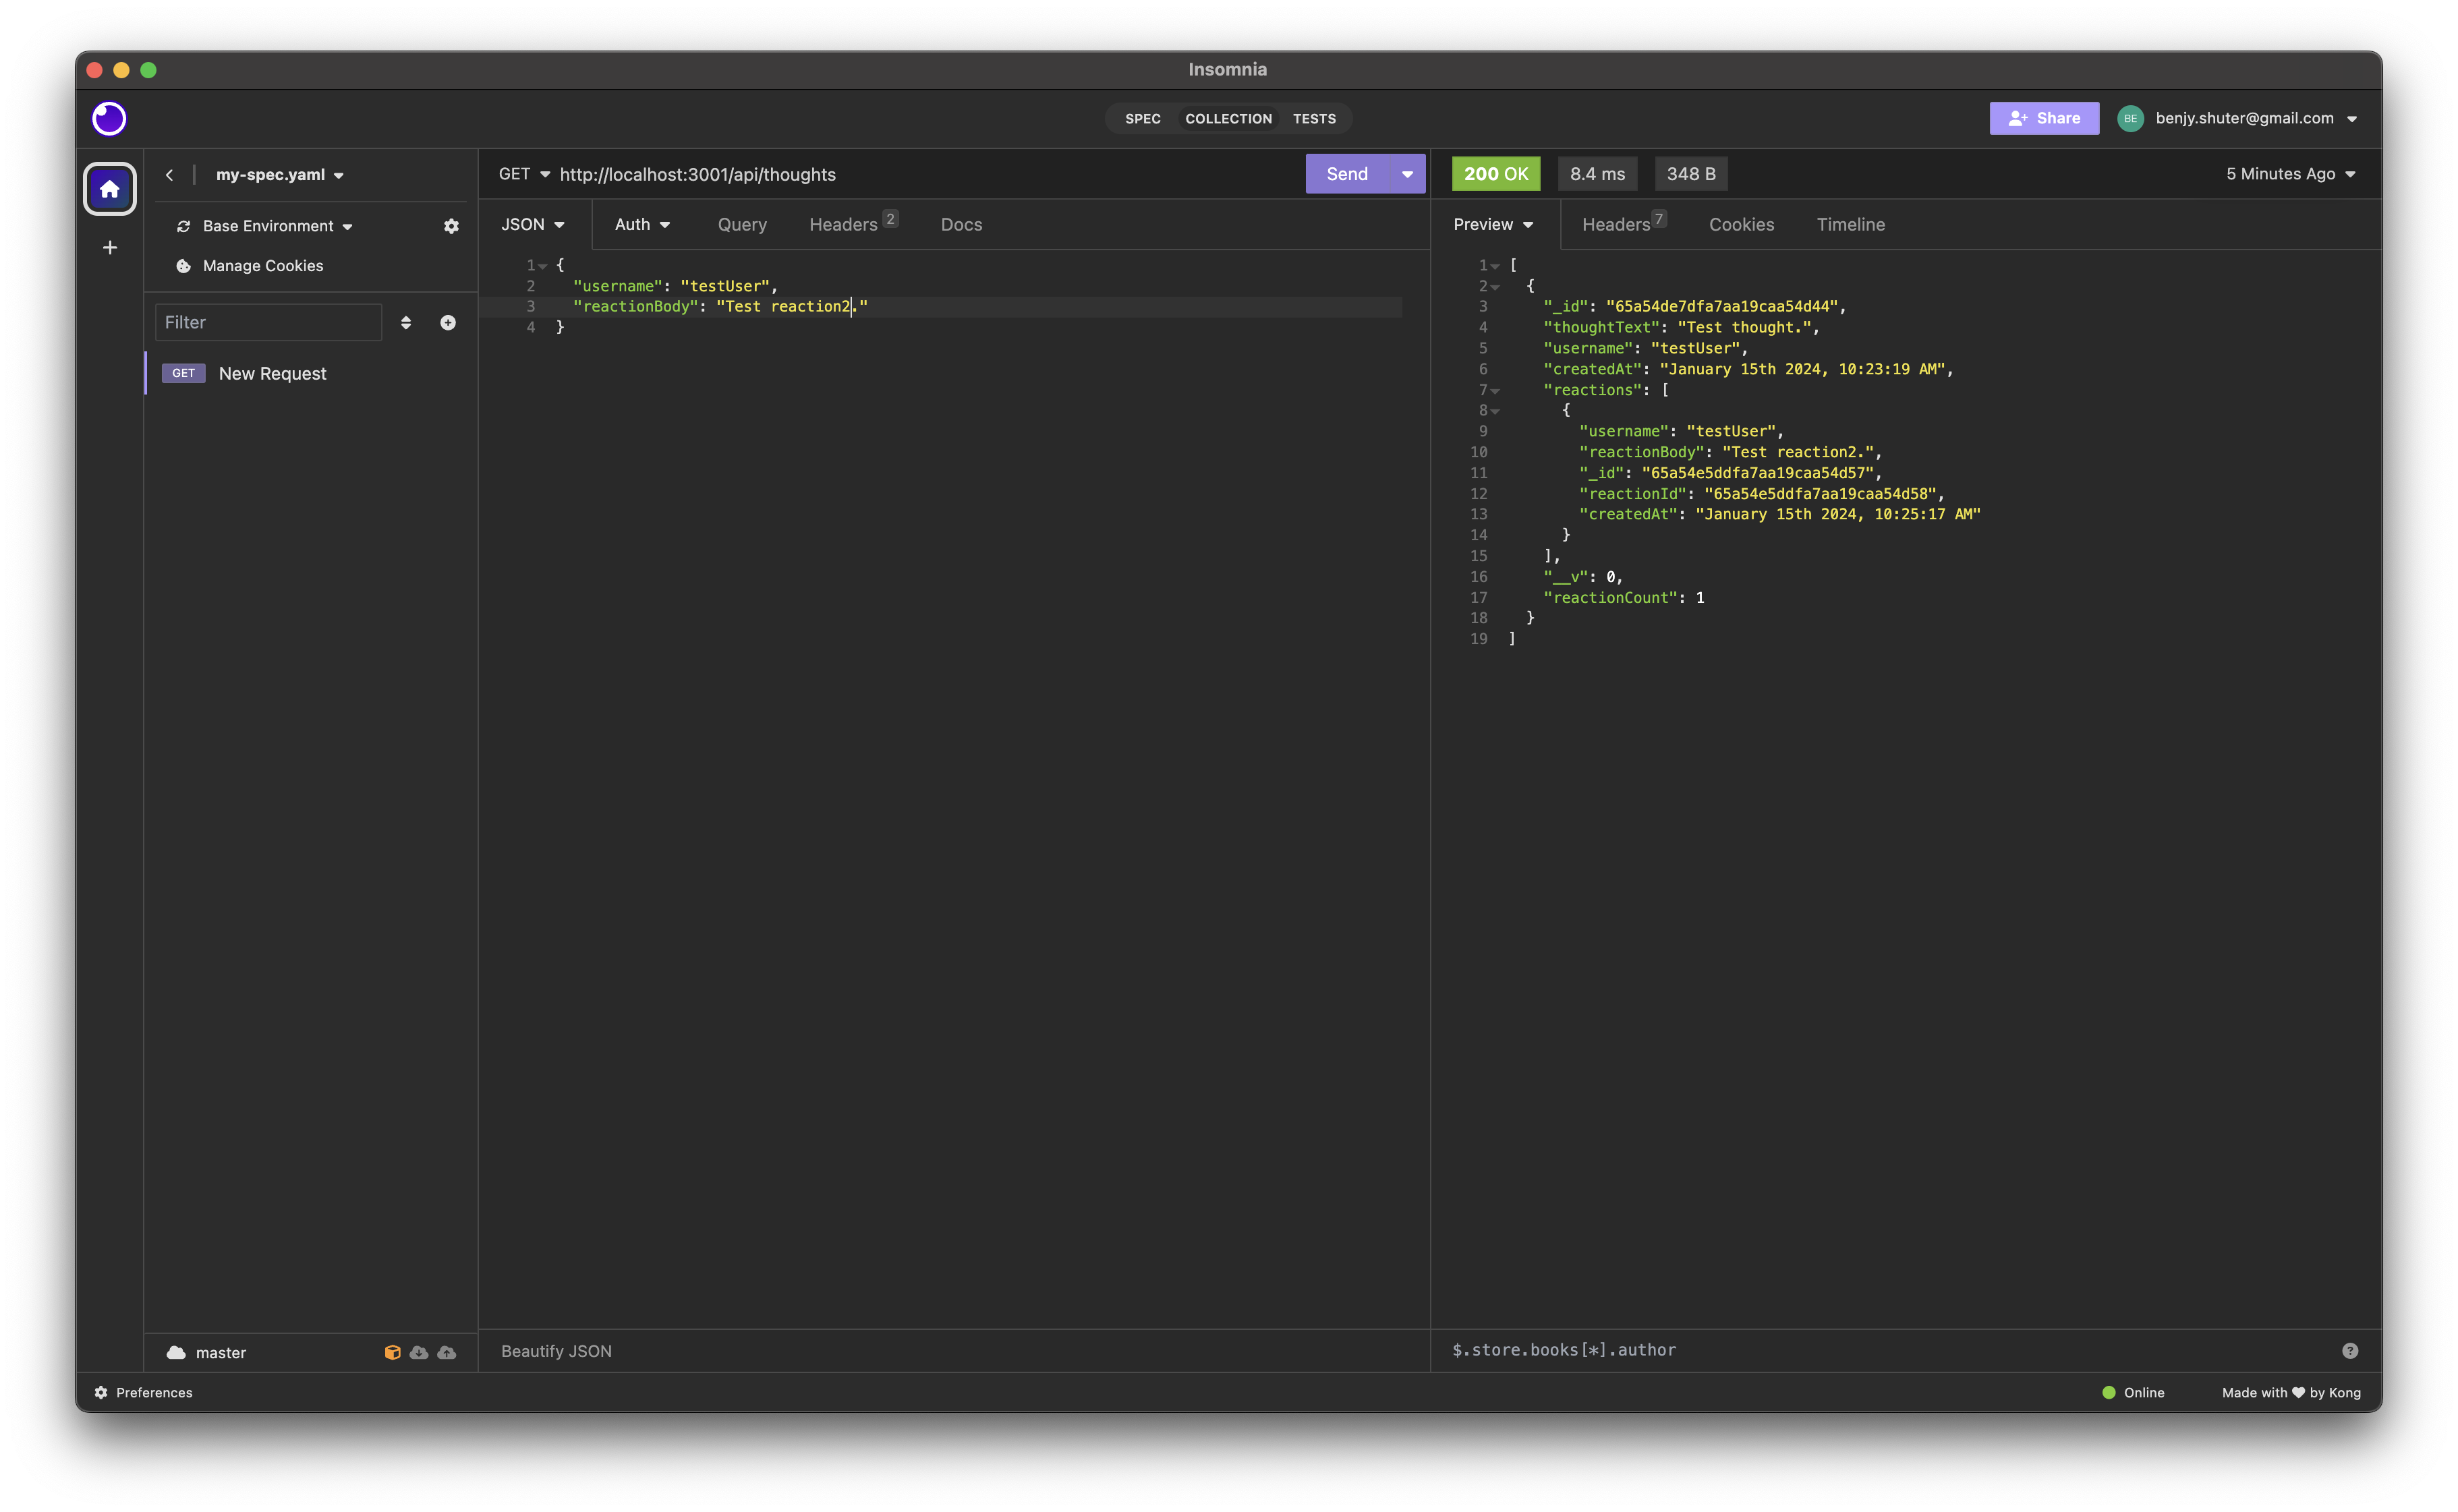 Insomnia
SPEC COLLECTION TESTS
Share
BE benjy.shuter@gmail.com
my-spec.yaml
Base Environment
Manage Cookies
Filter
GET New Request
master
GET http://localhost:3001/api/thoughts Send
JSON Auth Query Headers 2 Docs
1 {
2 "username": "testUser",
3 "reactionBody": "Test reaction2."
4 }
Beautify JSON
200 OK 8.4 ms 348 B 5 Minutes Ago
Preview Headers 7 Cookies Timeline
1 [
2 {
3 "_id": "65a54de7dfa7aa19caa54d44",
4 "thoughtText": "Test thought.",
5 "username": "testUser",
6 "createdAt": "January 15th 2024, 10:23:19 AM",
7 "reactions": [
8 {
9 "username": "testUser",
10 "reactionBody": "Test reaction2.",
11 "_id": "65a54e5ddfa7aa19caa54d57",
12 "reactionId": "65a54e5ddfa7aa19caa54d58",
13 "createdAt": "January 15th 2024, 10:25:17 AM"
14 }
15 ],
16 "__v": 0,
17 "reactionCount": 1
18 }
19 ]
$.store.books[*].author
Preferences
Online
Made with ♥ by Kong